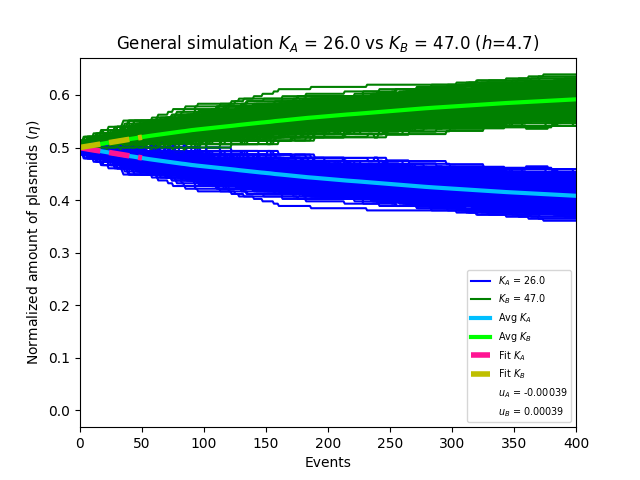 General simulation K_A = 26.0 vs K_B = 47.0 (h=4.7)
Normalized amount of plasmids (η)
0.6
0.5
0.4
0.3
0.2
0.1
0.0
K_A = 26.0
K_B = 47.0
Avg K_A
Avg K_B
Fit K_A
Fit K_B
u_A = -0.00039
u_B = 0.00039
0 50 100 150 200 250 300 350 400
Events